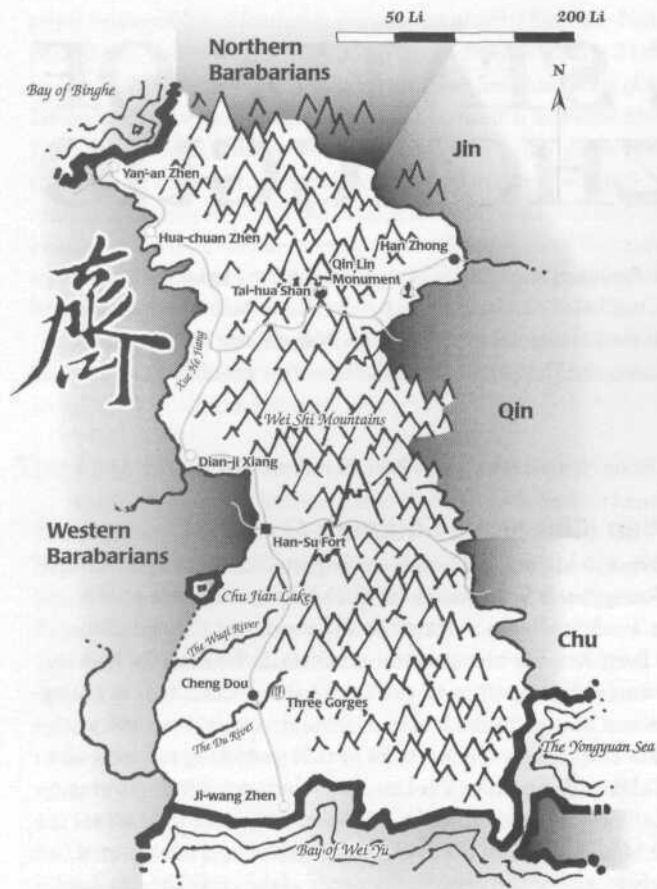 50 Li 200 Li
Northern
Barabarians
N
Bay of Binghe
Jin
Yan-an Zhen
Hua-chuan Zhen
Han Zhong
Qin Lin
Monument
Tai-hua Shan
齊
Xue He Jiang
Qin
Wei Shi Mountains
Dian-ji Xiang
Western
Barabarians
Han-Su Fort
Chu Jian Lake
The Wuqi River
Chu
Cheng Dou
Three Gorges
The Du River
The Yongyuan Sea
Ji-wang Zhen
Bay of Wei Yu